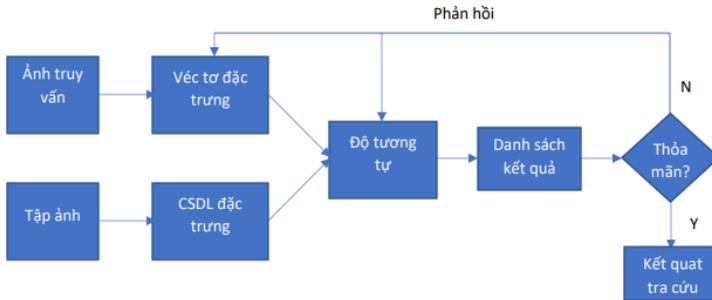 Phản hồi
Ảnh truy
vấn
Véc tơ đặc
trưng
N
Độ tương
tự
Danh sách
kết quả
Thỏa
mãn?
Tập ảnh
CSDL đặc
trưng
Y
Kết quat
tra cứu